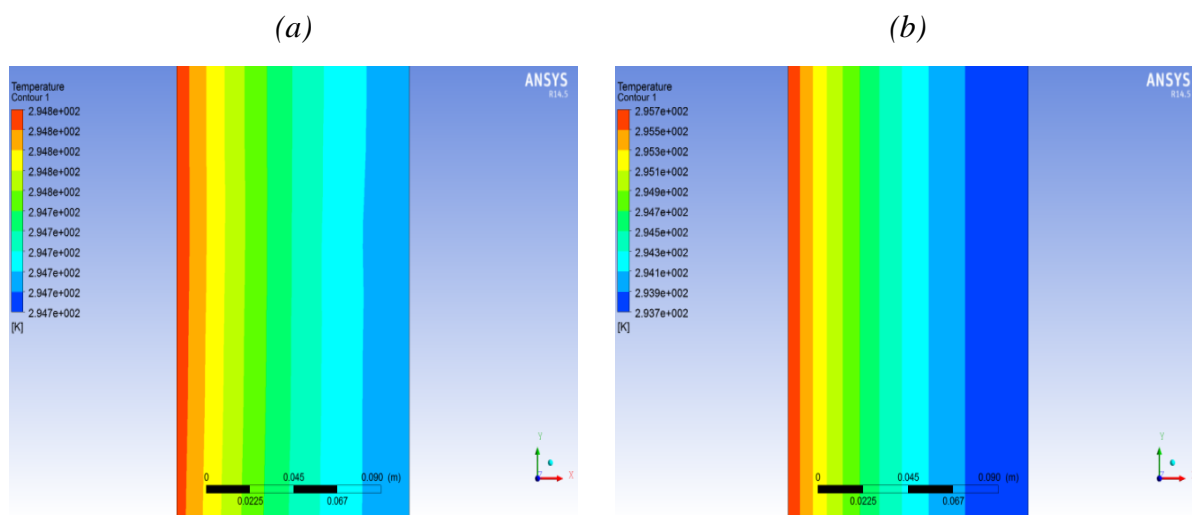 (a)
ANSYS
R14.5
Temperature
Contour 1
2.948e+002
2.948e+002
2.948e+002
2.948e+002
2.948e+002
2.947e+002
2.947e+002
2.947e+002
2.947e+002
2.947e+002
2.947e+002
[K]
0 0.045 0.090 (m)
0.0225 0.067
Y
Z X
(b)
ANSYS
R14.5
Temperature
Contour 1
2.957e+002
2.955e+002
2.953e+002
2.951e+002
2.949e+002
2.947e+002
2.945e+002
2.943e+002
2.941e+002
2.939e+002
2.937e+002
[K]
0 0.045 0.090 (m)
0.0225 0.067
Y
Z X